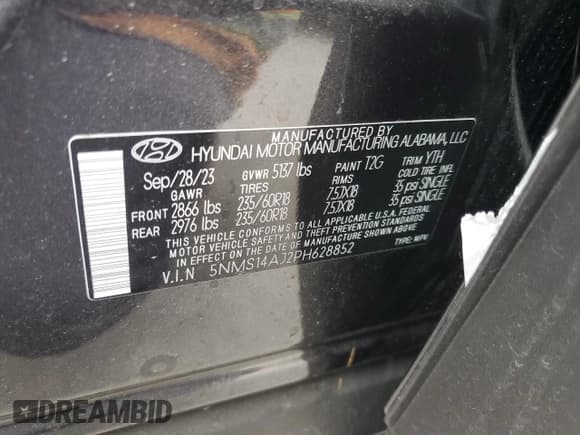 MANUFACTURED BY
HYUNDAI MOTOR MANUFACTURING ALABAMA, LLC
Sep/28/23 GVWR 5137 lbs PAINT T2G TRIM YTH
GAWR TIRES RIMS COLD TIRE INFL
FRONT 2866 lbs 235/60R18 7.5JX18 35 psi SINGLE
REAR 2976 lbs 235/60R18 7.5JX18 35 psi SINGLE
THIS VEHICLE CONFORMS TO ALL APPLICABLE U.S. FEDERAL
MOTOR VEHICLE SAFETY AND THEFT PREVENTION STANDARDS
IN EFFECT ON THE DATE OF MANUFACTURE SHOWN ABOVE.
V.I.N 5NMS14AJ2PH628852 TYPE: MPV
DREAMBID